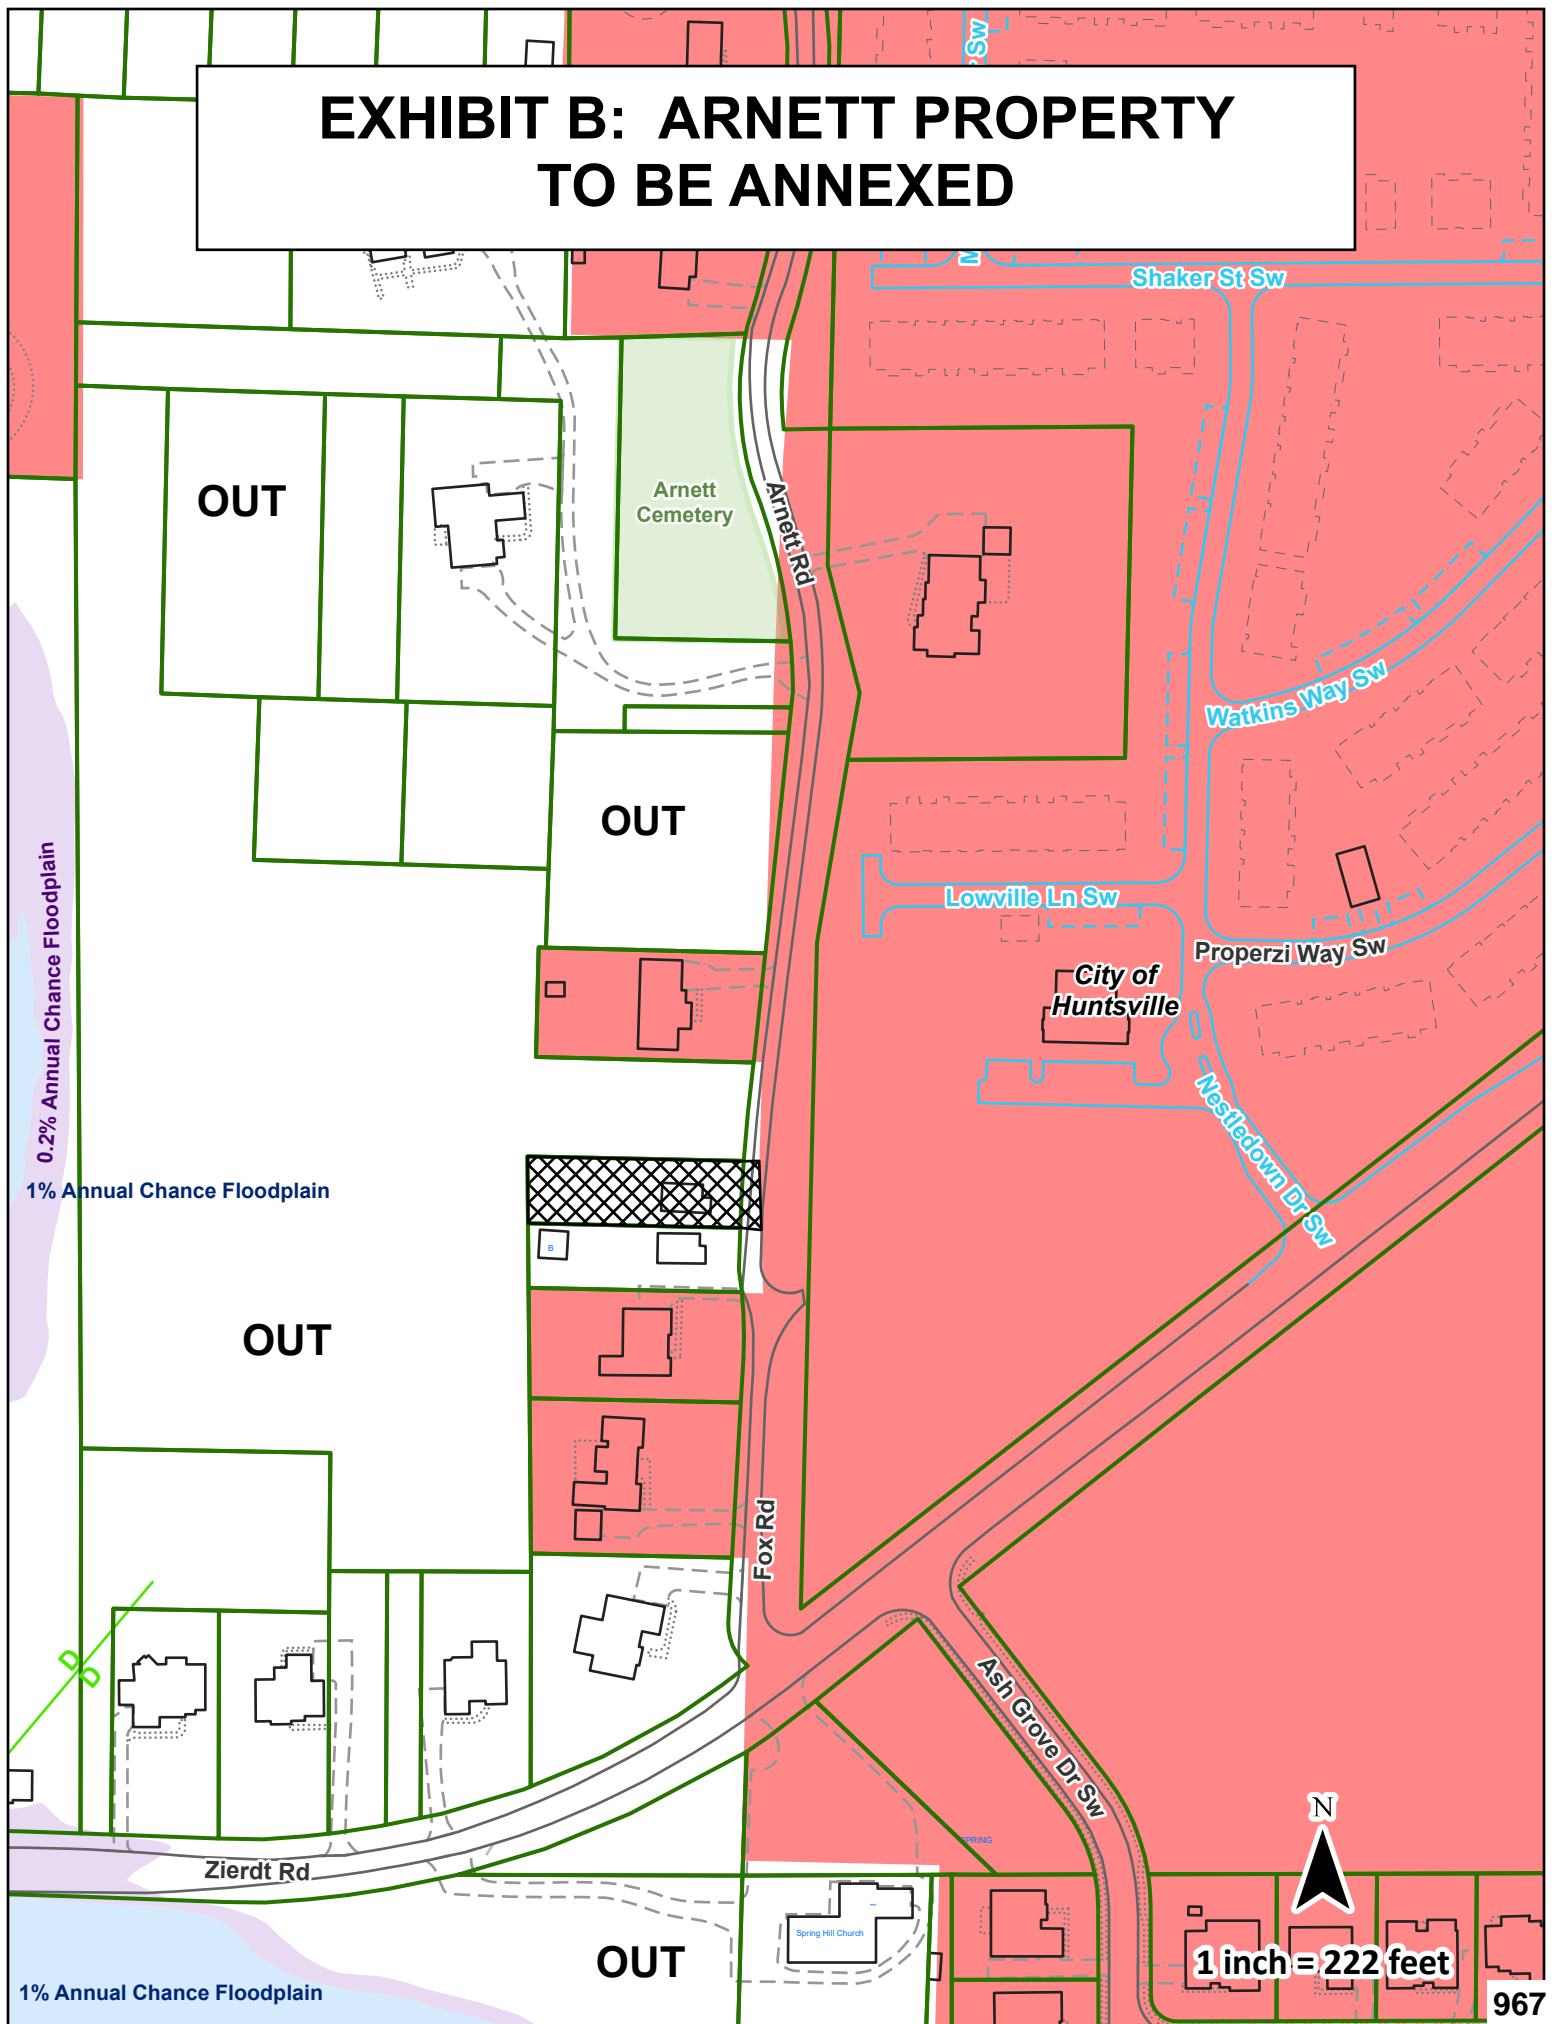 EXHIBIT B: ARNETT PROPERTY
TO BE ANNEXED
Sw
Shaker St Sw
OUT
Arnett
Cemetery
Arnett Rd
Watkins Way Sw
OUT
0.2% Annual Chance Floodplain
Lowville Ln Sw
Properzi Way Sw
City of
Huntsville
Nestledown Dr Sw
1% Annual Chance Floodplain
B
OUT
Fox Rd
B
B
Ash Grove Dr Sw
SPRING
N
Zierdt Rd
Spring Hill Church
OUT
1 inch = 222 feet
1% Annual Chance Floodplain
967